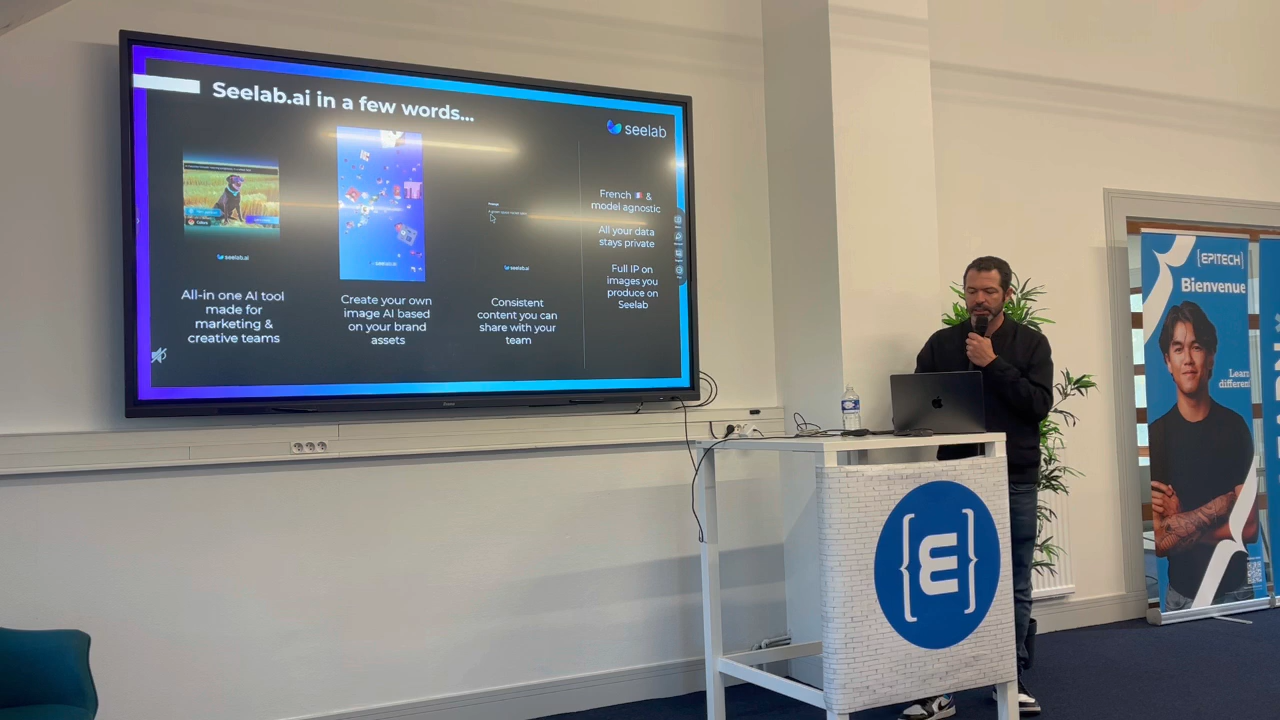 Seelab.ai in a few words...
seelab
seelab.ai
All-in one AI tool
made for
marketing &
creative teams
Create your own
image AI based
on your brand
assets
seelab.ai
Consistent
content you can
share with your
team
French 🇫🇷 &
model agnostic
All your data
stays private
Full IP on
images you
produce on
Seelab
{E}
{EPITECH}
Bienvenue
Learn
different